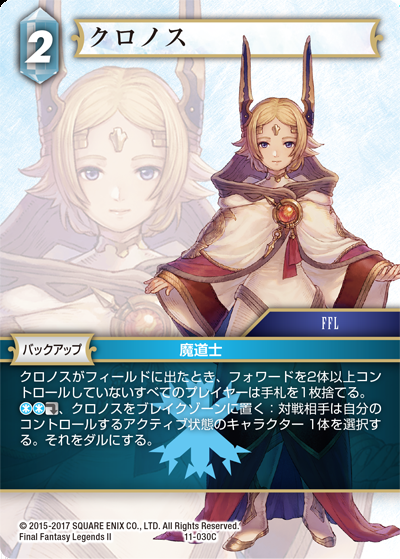 2
クロノス
FFL
バックアップ
魔道士
クロノスがフィールドに出たとき、フォワードを2体以上コント
ロールしていないすべてのプレイヤーは手札を1枚捨てる。
、クロノスをブレイクゾーンに置く：対戦相手は自分の
コントロールするアクティブ状態のキャラクター 1体を選択す
る。それをダルにする。
© 2015-2017 SQUARE ENIX CO., LTD. All Rights Reserved.
Final Fantasy Legends II
11-030C